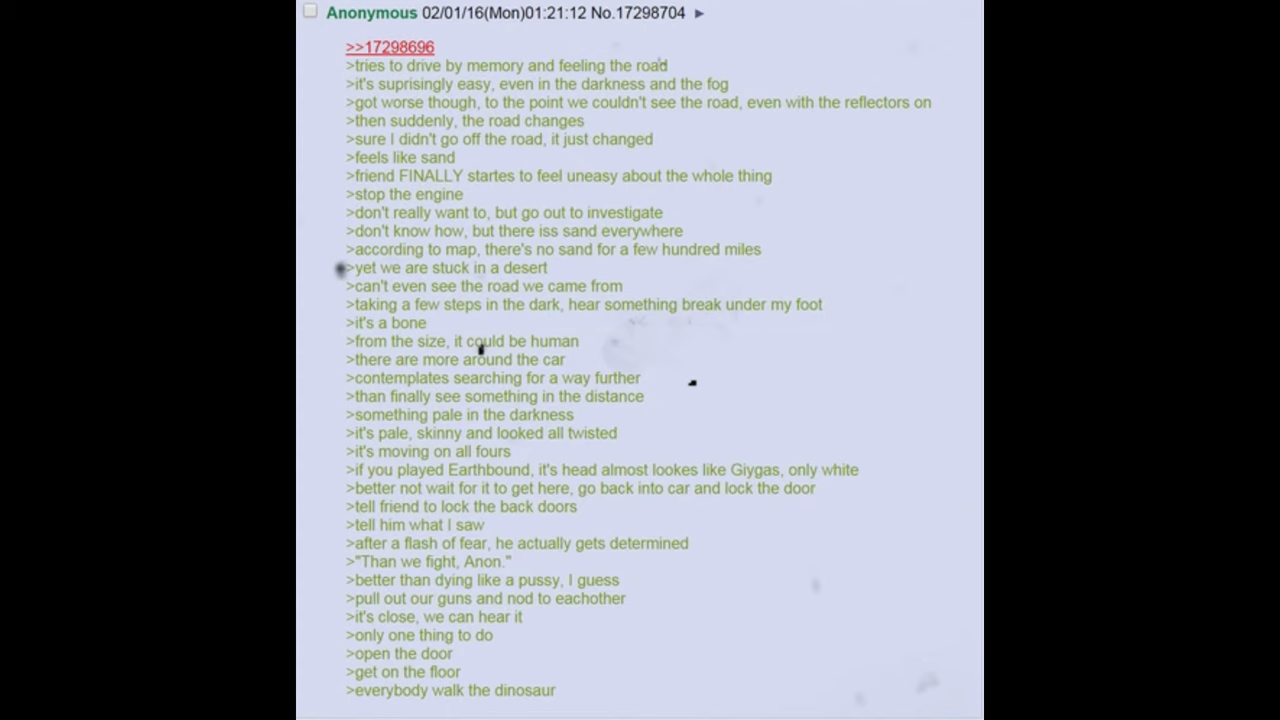 Anonymous 02/01/16(Mon)01:21:12 No.17298704 ▶
>>17298696
>tries to drive by memory and feeling the road
>it's suprisingly easy, even in the darkness and the fog
>got worse though, to the point we couldn't see the road, even with the reflectors on
>then suddenly, the road changes
>sure I didn't go off the road, it just changed
>feels like sand
>friend FINALLY startes to feel uneasy about the whole thing
>stop the engine
>don't really want to, but go out to investigate
>don't know how, but there iss sand everywhere
>according to map, there's no sand for a few hundred miles
>yet we are stuck in a desert
>can't even see the road we came from
>taking a few steps in the dark, hear something break under my foot
>it's a bone
>from the size, it could be human
>there are more around the car
>contemplates searching for a way further
>than finally see something in the distance
>something pale in the darkness
>it's pale, skinny and looked all twisted
>it's moving on all fours
>if you played Earthbound, it's head almost lookes like Giygas, only white
>better not wait for it to get here, go back into car and lock the door
>tell friend to lock the back doors
>tell him what I saw
>after a flash of fear, he actually gets determined
>"Than we fight, Anon."
>better than dying like a pussy, I guess
>pull out our guns and nod to eachother
>it's close, we can hear it
>only one thing to do
>open the door
>get on the floor
>everybody walk the dinosaur